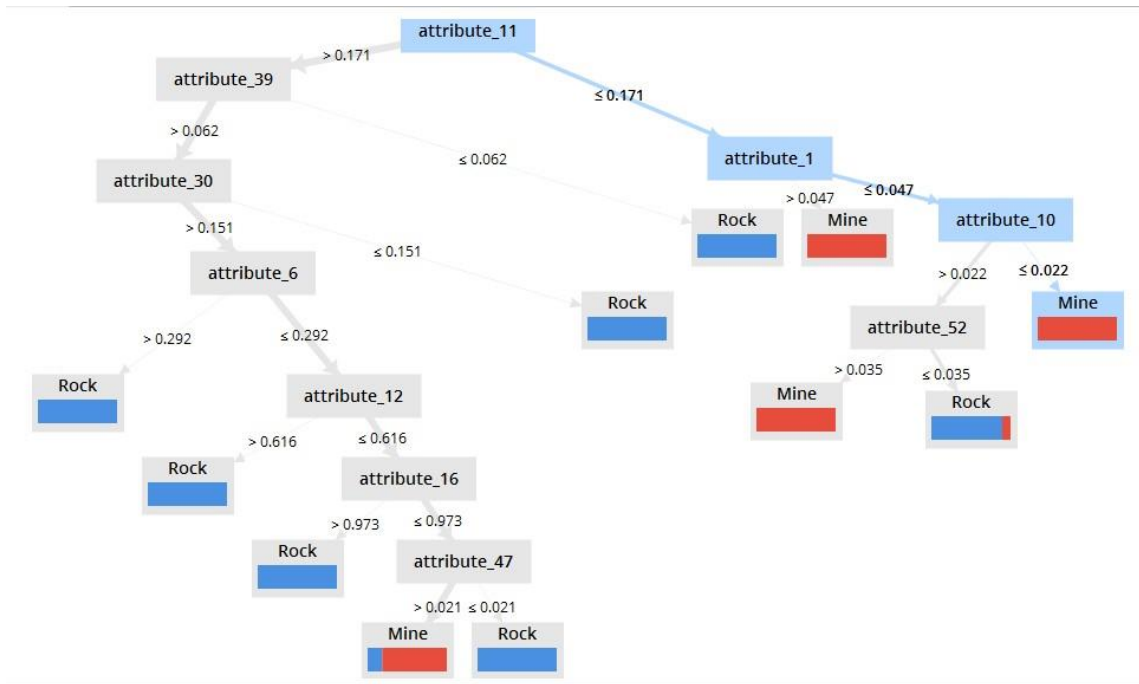 attribute_11
> 0.171
attribute_39
≤ 0.171
> 0.062
≤ 0.062
attribute_1
attribute_30
> 0.047
≤ 0.047
> 0.151
Rock
Mine
attribute_10
≤ 0.151
attribute_6
> 0.022
≤ 0.022
Rock
Mine
> 0.292
≤ 0.292
attribute_52
> 0.035
≤ 0.035
Rock
attribute_12
Mine
Rock
> 0.616
≤ 0.616
Rock
attribute_16
> 0.973
≤ 0.973
Rock
attribute_47
> 0.021
≤ 0.021
Mine
Rock